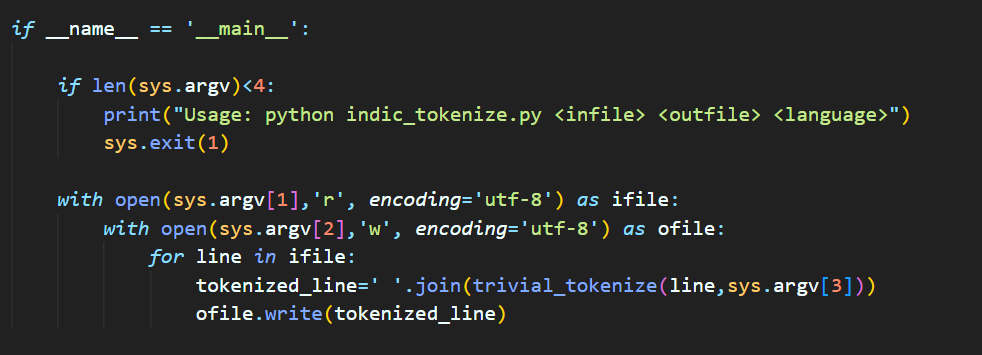 if __name__ == '__main__':
if len(sys.argv)<4:
print("Usage: python indic_tokenize.py <infile> <outfile> <language>")
sys.exit(1)
with open(sys.argv[1],'r', encoding='utf-8') as ifile:
with open(sys.argv[2],'w', encoding='utf-8') as ofile:
for line in ifile:
tokenized_line=' '.join(trivial_tokenize(line,sys.argv[3]))
ofile.write(tokenized_line)